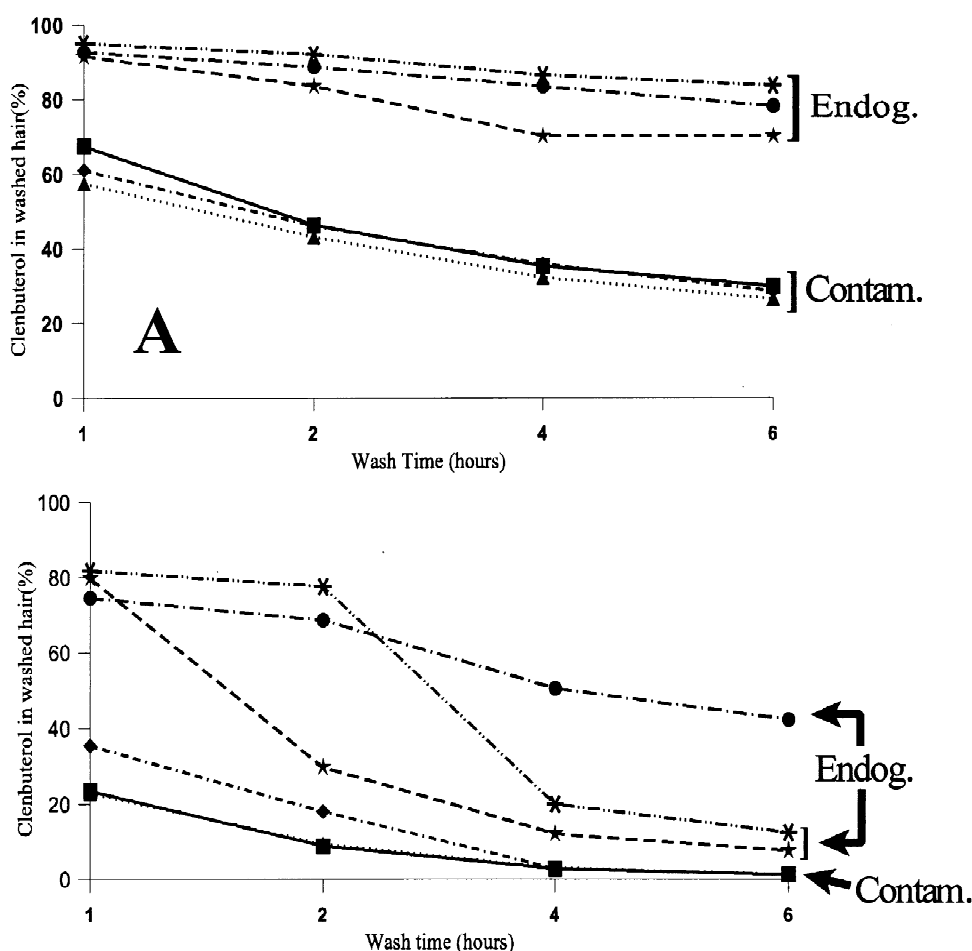 100
80
60
40
20
0
Clenbuterol in washed hair(%)
Endog.
Contam.
A
1 2 4 6
Wash Time (hours)
100
80
60
40
20
0
Clenbuterol in washed hair(%)
Endog.
Contam.
1 2 4 6
Wash time (hours)